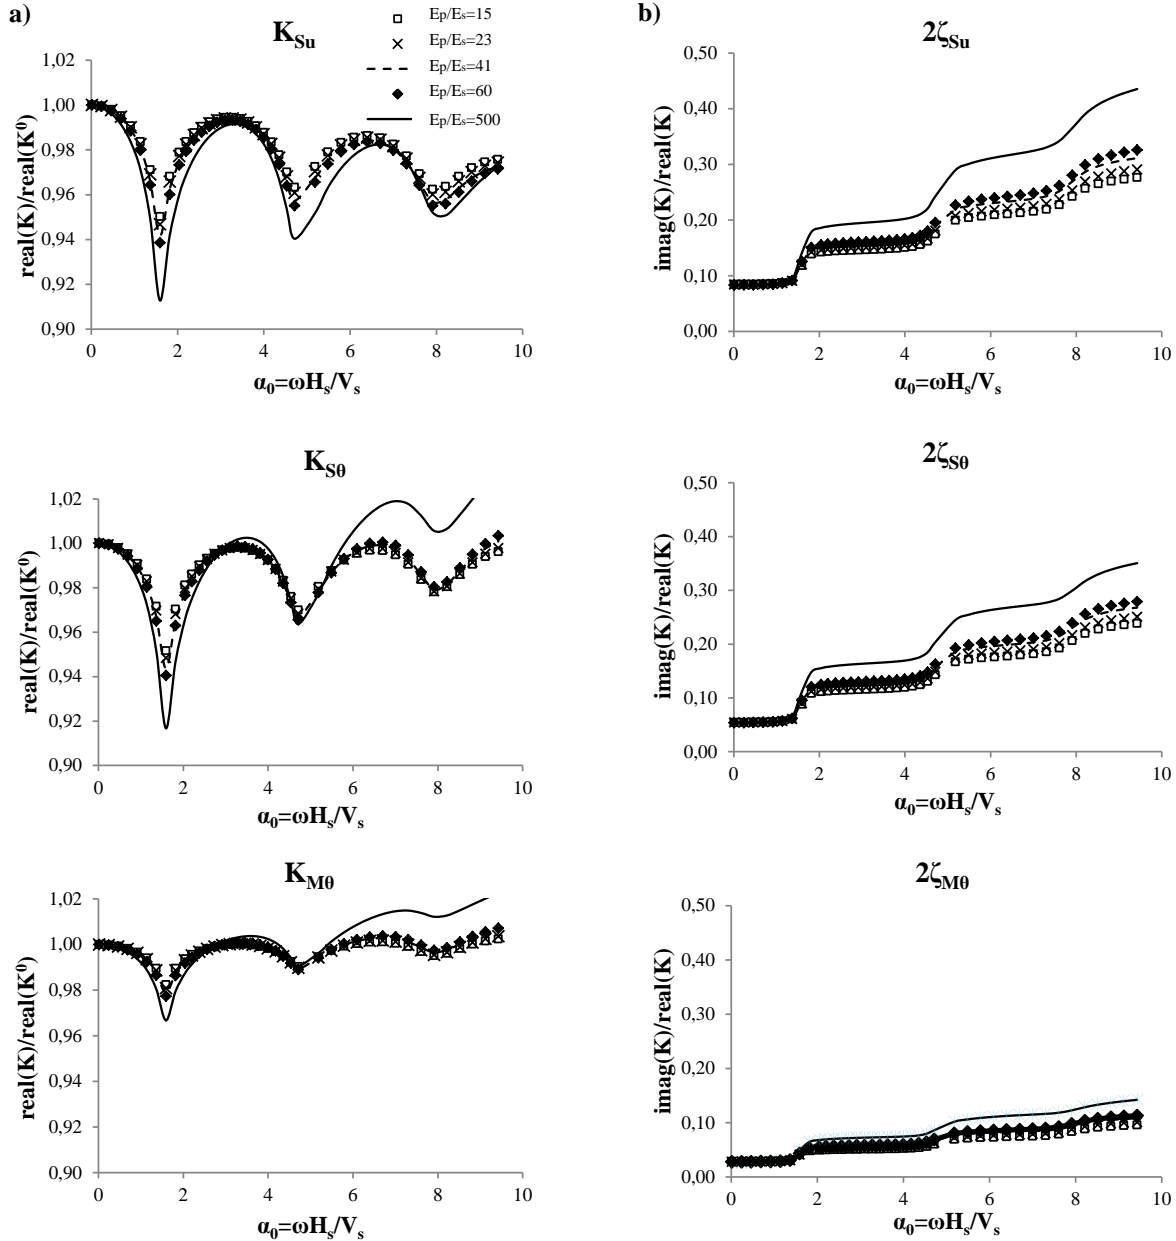 a)
K_Su
Ep/Es=15
Ep/Es=23
Ep/Es=41
Ep/Es=60
Ep/Es=500
real(K)/real(K⁰)
1,02
1,00
0,98
0,96
0,94
0,92
0,90
0 2 4 6 8 10
α₀=ωH_s/V_s
b)
2ζ_Su
imag(K)/real(K)
0,50
0,40
0,30
0,20
0,10
0,00
0 2 4 6 8 10
α₀=ωH_s/V_s
K_Sθ
real(K)/real(K⁰)
1,02
1,00
0,98
0,96
0,94
0,92
0,90
0 2 4 6 8 10
α₀=ωH_s/V_s
2ζ_Sθ
imag(K)/real(K)
0,50
0,40
0,30
0,20
0,10
0,00
0 2 4 6 8 10
α₀=ωH_s/V_s
K_Mθ
real(K)/real(K⁰)
1,02
1,00
0,98
0,96
0,94
0,92
0,90
0 2 4 6 8 10
α₀=ωH_s/V_s
2ζ_Mθ
imag(K)/real(K)
0,50
0,40
0,30
0,20
0,10
0,00
0 2 4 6 8 10
α₀=ωH_s/V_s